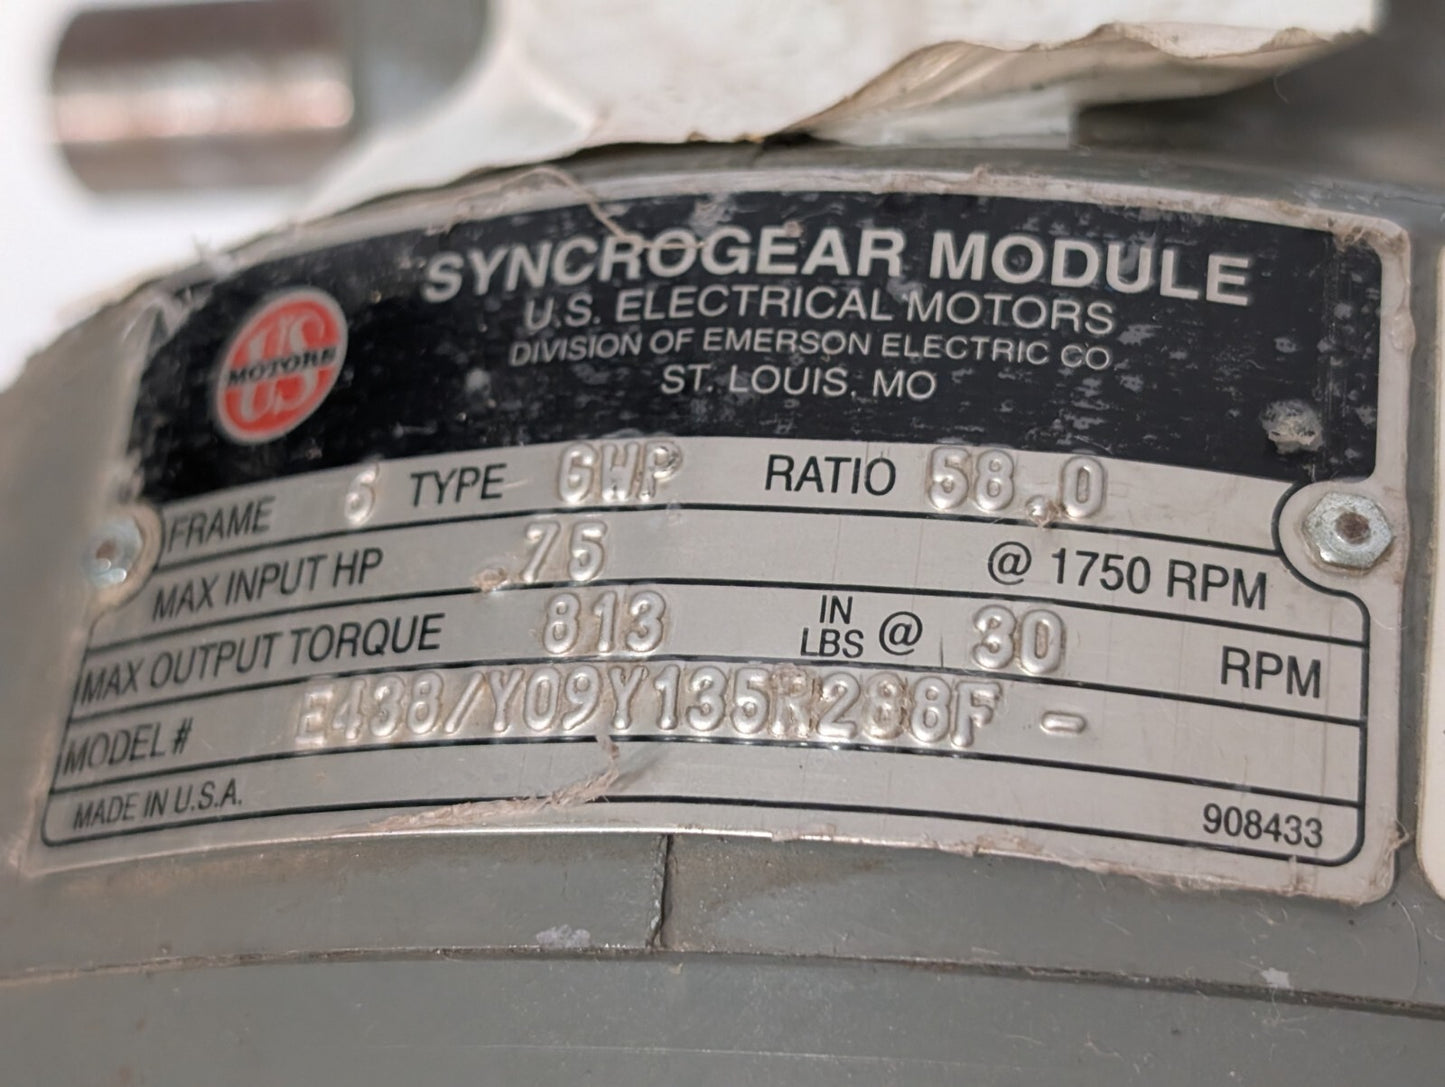 SYNCROGEAR MODULE
U.S. ELECTRICAL MOTORS
DIVISION OF EMERSON ELECTRIC CO
ST. LOUIS, MO
US MOTORS
FRAME 6 TYPE GWP RATIO 58.0
MAX INPUT HP .75 @ 1750 RPM
MAX OUTPUT TORQUE 813 IN LBS @ 30 RPM
MODEL # E438/Y09Y135R288F -
MADE IN U.S.A. 908433